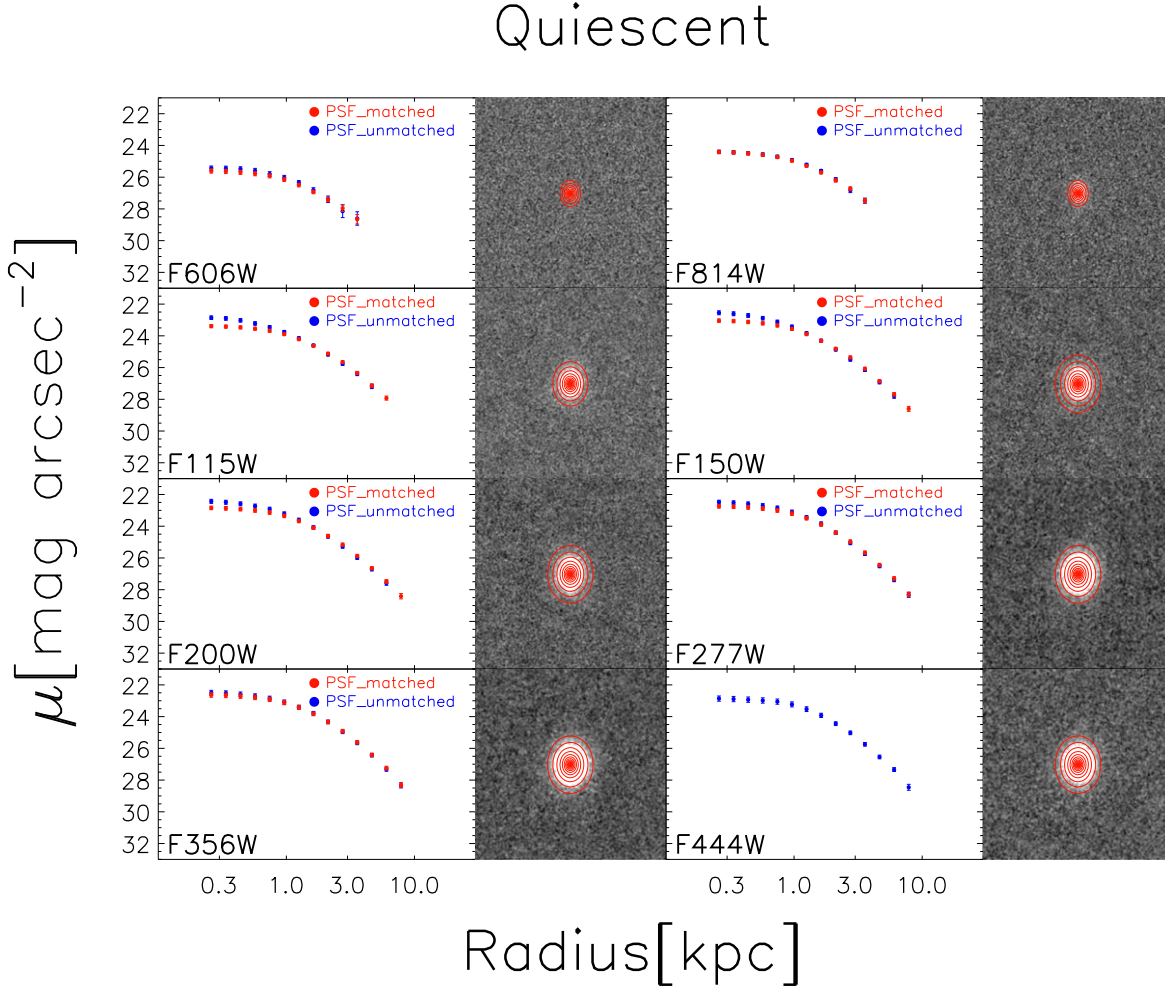 Quiescent
μ[mag arcsec−2]
22
24
26
28
30
32
PSF_matched
PSF_unmatched
F606W
PSF_matched
PSF_unmatched
F814W
22
24
26
28
30
32
PSF_matched
PSF_unmatched
F115W
PSF_matched
PSF_unmatched
F150W
22
24
26
28
30
32
PSF_matched
PSF_unmatched
F200W
PSF_matched
PSF_unmatched
F277W
22
24
26
28
30
32
PSF_matched
PSF_unmatched
F356W
F444W
0.3 1.0 3.0 10.0
0.3 1.0 3.0 10.0
Radius[kpc]